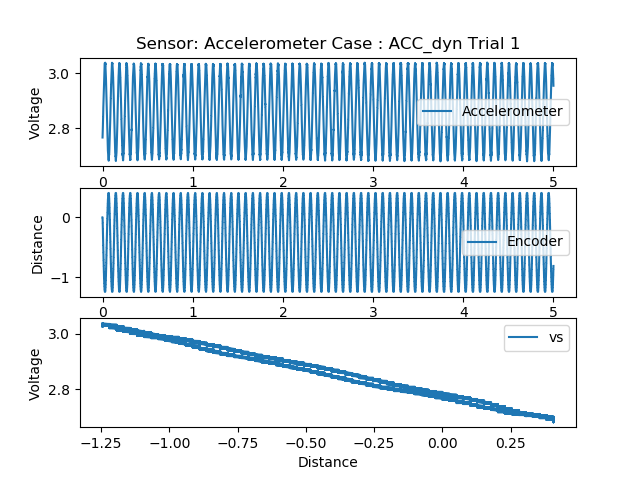 Sensor: Accelerometer Case : ACC_dyn Trial 1
3.0
2.8
Voltage
Accelerometer
0 1 2 3 4 5
0
−1
Distance
Encoder
0 1 2 3 4 5
3.0
2.8
Voltage
vs
−1.25 −1.00 −0.75 −0.50 −0.25 0.00 0.25
Distance